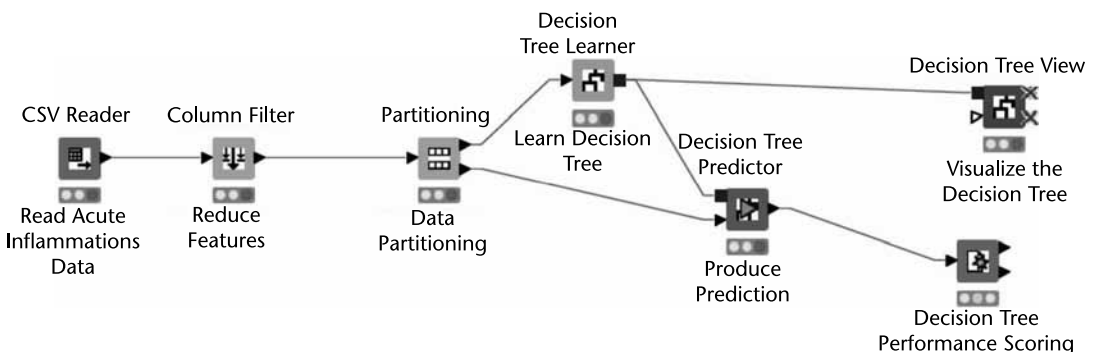 CSV Reader
Read Acute
Inflammations
Data
Column Filter
Reduce
Features
Partitioning
Data
Partitioning
Decision
Tree Learner
Learn Decision
Tree
Decision Tree
Predictor
Produce
Prediction
Decision Tree View
Visualize the
Decision Tree
Decision Tree
Performance Scoring